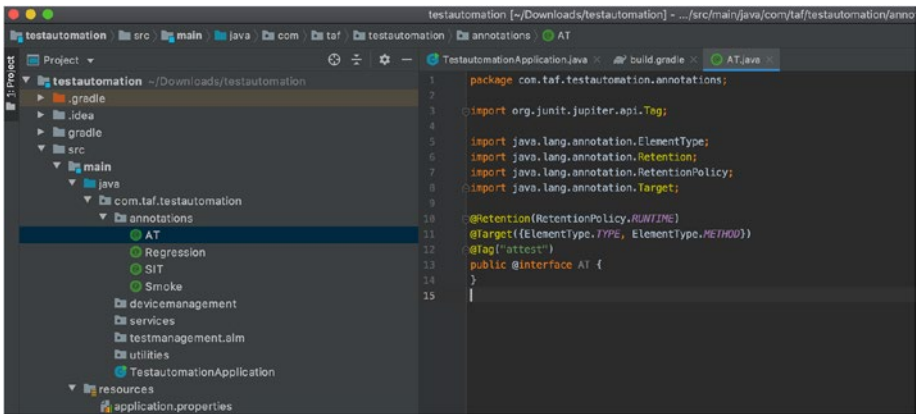 testautomation [~/Downloads/testautomation] - .../src/main/java/com/taf/testautomation/anno
testautomation src main java com taf testautomation annotations AT
1: Project
Project
testautomation ~/Downloads/testautomation
.gradle
.idea
gradle
src
main
java
com.taf.testautomation
annotations
AT
Regression
SIT
Smoke
devicemanagement
services
testmanagement.alm
utilities
TestautomationApplication
resources
application.properties
TestautomationApplication.java × build.gradle × AT.java ×
1 package com.taf.testautomation.annotations;
2
3 import org.junit.jupiter.api.Tag;
4
5 import java.lang.annotation.ElementType;
6 import java.lang.annotation.Retention;
7 import java.lang.annotation.RetentionPolicy;
8 import java.lang.annotation.Target;
9
10 @Retention(RetentionPolicy.RUNTIME)
11 @Target({ElementType.TYPE, ElementType.METHOD})
12 @Tag("attest")
13 public @interface AT {
14 }
15